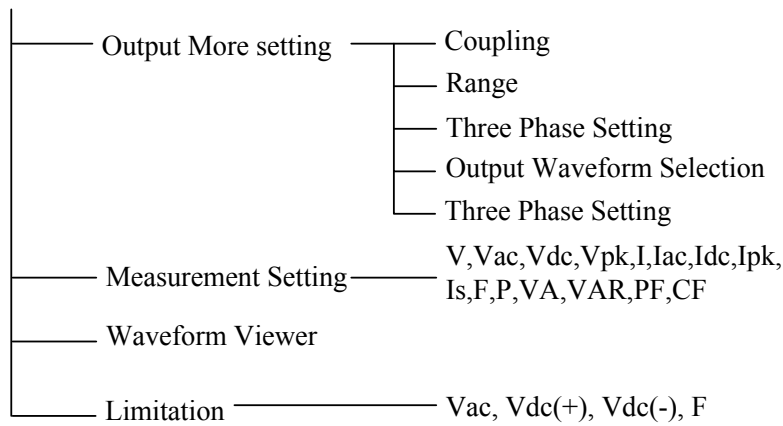 Output More setting
Coupling
Range
Three Phase Setting
Output Waveform Selection
Three Phase Setting
Measurement Setting
V,Vac,Vdc,Vpk,I,Iac,Idc,Ipk,
Is,F,P,VA,VAR,PF,CF
Waveform Viewer
Limitation
Vac, Vdc(+), Vdc(-), F